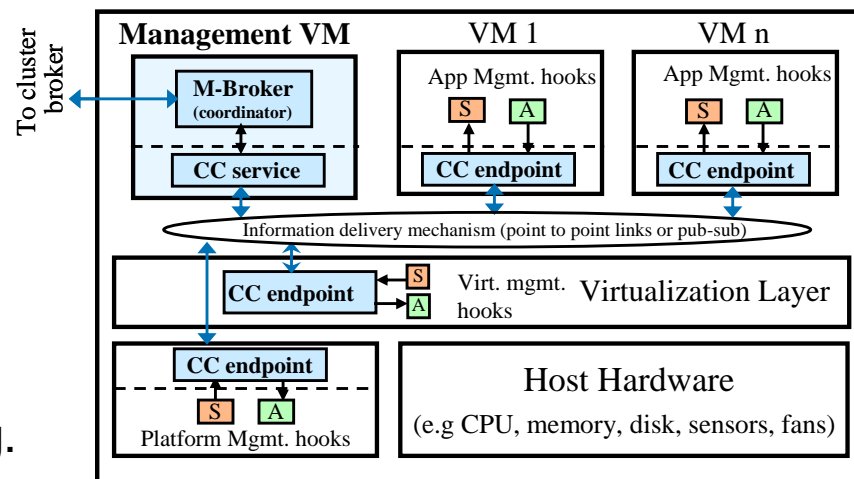 To cluster
broker
Management VM
M-Broker
(coordinator)
CC service
VM 1
App Mgmt. hooks
S
A
CC endpoint
VM n
App Mgmt. hooks
S
A
CC endpoint
Information delivery mechanism (point to point links or pub-sub)
CC endpoint
S
A
Virt. mgmt.
hooks
Virtualization Layer
CC endpoint
S
A
Platform Mgmt. hooks
Host Hardware
(e.g CPU, memory, disk, sensors, fans)